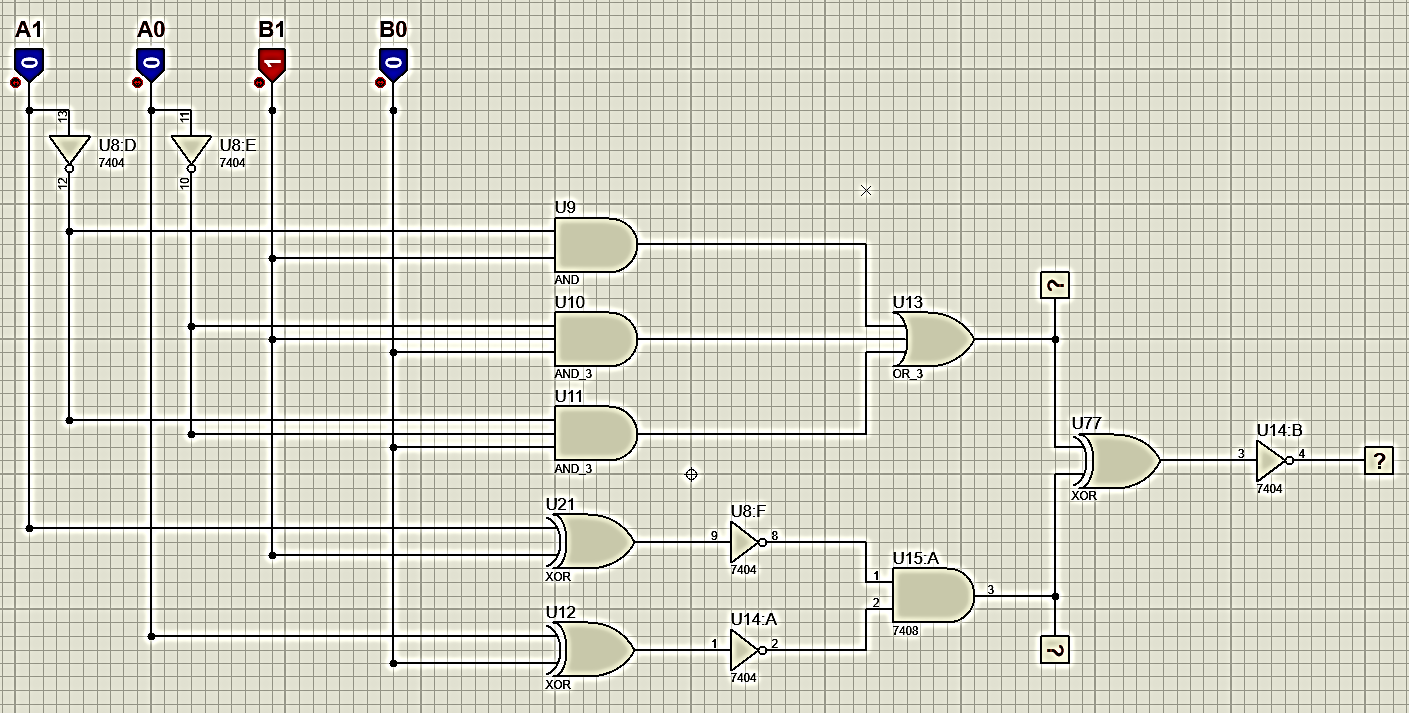 A1 A0 B1 B0
0 0 1 0
13 11
U8:D U8:E
7404 7404
12 10
U9
AND
U10
AND_3
U11
AND_3
U13
OR_3
?
U77
XOR
U14:B
3 4
7404
?
U21
XOR
U8:F
9 8
7404
U15:A
1
2
3
7408
U12
XOR
U14:A
1 2
7404
?